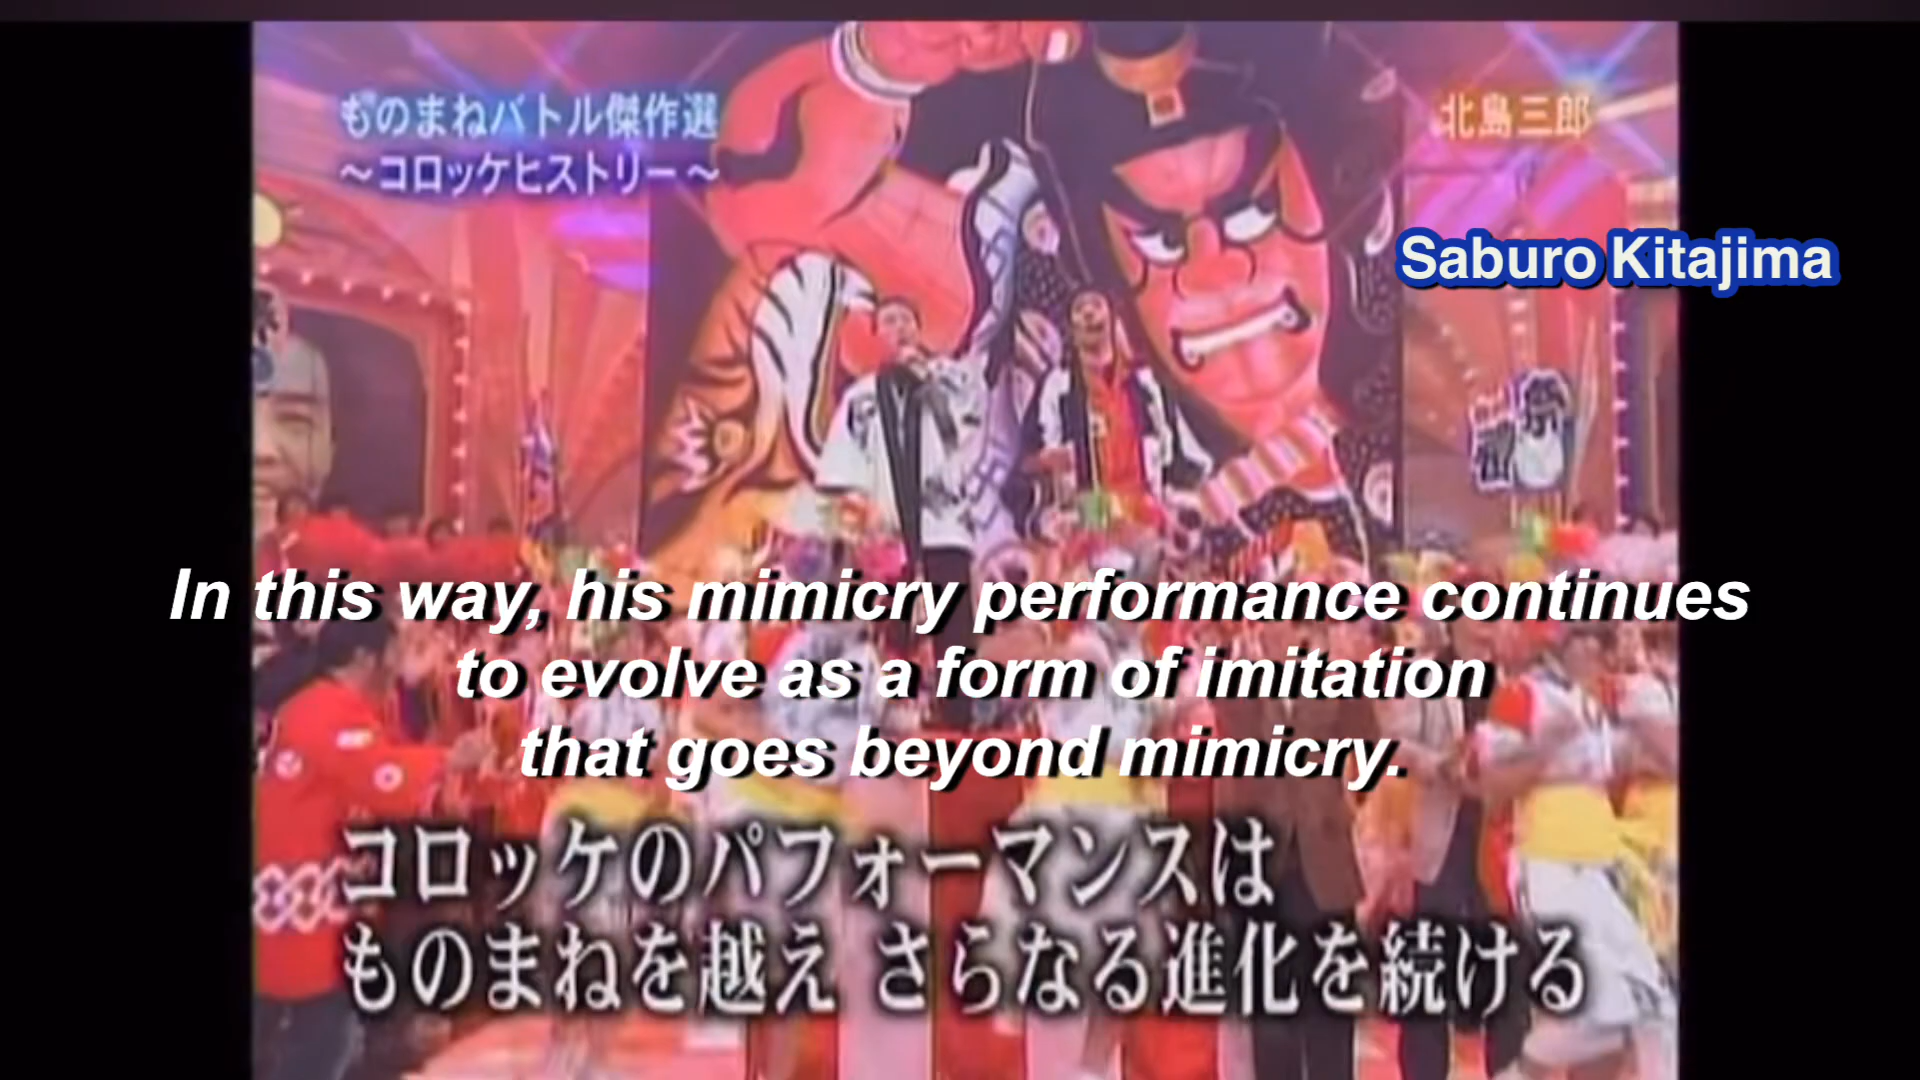 ものまねバトル傑作選
～コロッケヒストリー～
北島三郎
Saburo Kitajima
祭
In this way, his mimicry performance continues
to evolve as a form of imitation
that goes beyond mimicry.
コロッケのパフォーマンスは
ものまねを越え さらなる進化を続ける